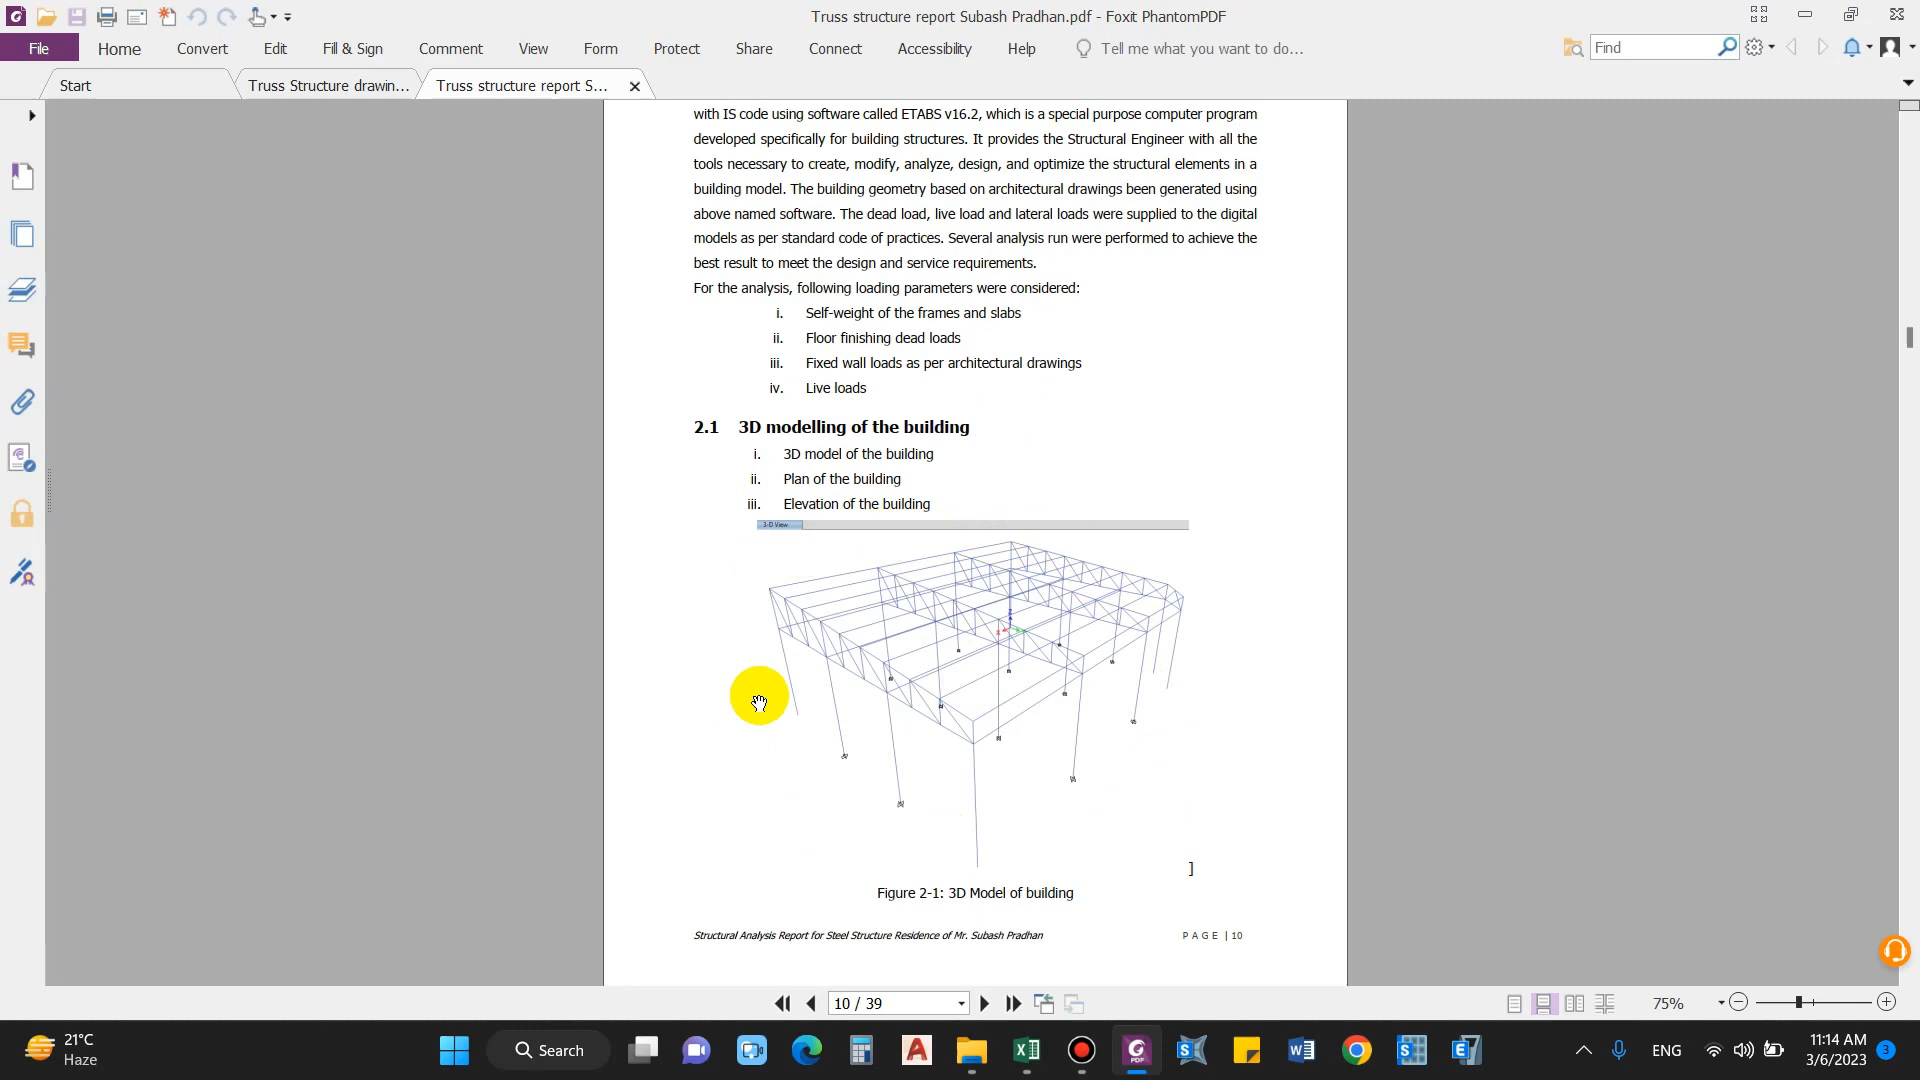 Truss structure report Subash Pradhan.pdf - Foxit PhantomPDF
File Home Convert Edit Fill & Sign Comment View Form Protect Share Connect Accessibility Help Tell me what you want to do... Find
Start Truss Structure drawin... Truss structure report S...
with IS code using software called ETABS v16.2, which is a special purpose computer program
developed specifically for building structures. It provides the Structural Engineer with all the
tools necessary to create, modify, analyze, design, and optimize the structural elements in a
building model. The building geometry based on architectural drawings been generated using
above named software. The dead load, live load and lateral loads were supplied to the digital
models as per standard code of practices. Several analysis run were performed to achieve the
best result to meet the design and service requirements.
For the analysis, following loading parameters were considered:
i. Self-weight of the frames and slabs
ii. Floor finishing dead loads
iii. Fixed wall loads as per architectural drawings
iv. Live loads
2.1 3D modelling of the building
i. 3D model of the building
ii. Plan of the building
iii. Elevation of the building
3-D View
Z
X
]
Figure 2-1: 3D Model of building
Structural Analysis Report for Steel Structure Residence of Mr. Subash Pradhan PAGE | 10
10 / 39 75%
21°C
Haze
Search
ENG
11:14 AM
3/6/2023
3